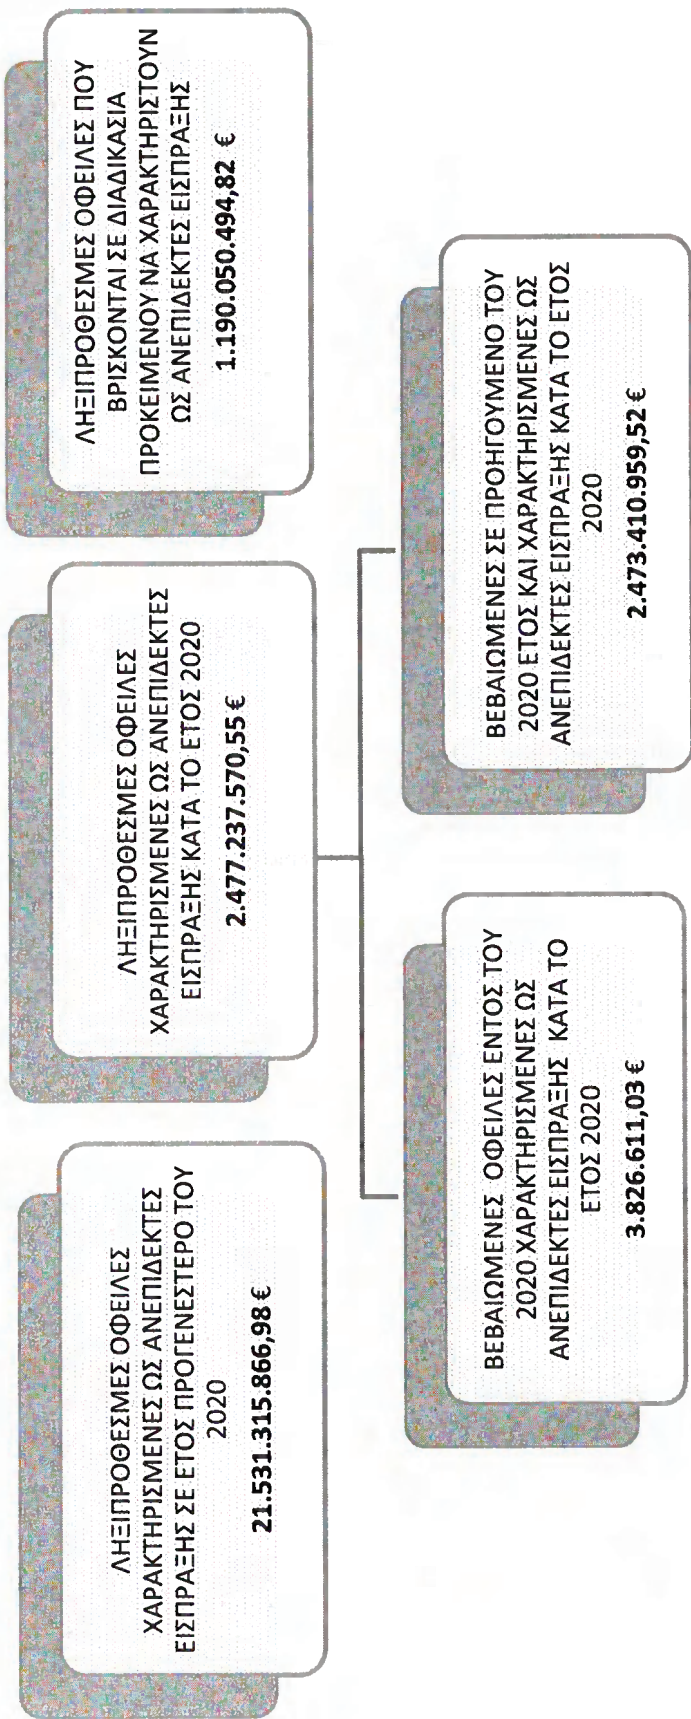 ΛΗΞΙΠΡΟΘΕΣΜΕΣ ΟΦΕΙΛΕΣ
ΧΑΡΑΚΤΗΡΙΣΜΕΝΕΣ ΩΣ ΑΝΕΠΙΔΕΚΤΕΣ
ΕΙΣΠΡΑΞΗΣ ΣΕ ΕΤΟΣ ΠΡΟΓΕΝΕΣΤΕΡΟ ΤΟΥ
2020
21.531.315.866,98 €
ΛΗΞΙΠΡΟΘΕΣΜΕΣ ΟΦΕΙΛΕΣ
ΧΑΡΑΚΤΗΡΙΣΜΕΝΕΣ ΩΣ ΑΝΕΠΙΔΕΚΤΕΣ
ΕΙΣΠΡΑΞΗΣ ΚΑΤΑ ΤΟ ΕΤΟΣ 2020
2.477.237.570,55 €
ΛΗΞΙΠΡΟΘΕΣΜΕΣ ΟΦΕΙΛΕΣ ΠΟΥ
ΒΡΙΣΚΟΝΤΑΙ ΣΕ ΔΙΑΔΙΚΑΣΙΑ
ΠΡΟΚΕΙΜΕΝΟΥ ΝΑ ΧΑΡΑΚΤΗΡΙΣΤΟΥΝ
ΩΣ ΑΝΕΠΙΔΕΚΤΕΣ ΕΙΣΠΡΑΞΗΣ
1.190.050.494,82 €
ΒΕΒΑΙΩΜΕΝΕΣ ΟΦΕΙΛΕΣ ΕΝΤΟΣ ΤΟΥ
2020 ΧΑΡΑΚΤΗΡΙΣΜΕΝΕΣ ΩΣ
ΑΝΕΠΙΔΕΚΤΕΣ ΕΙΣΠΡΑΞΗΣ ΚΑΤΑ ΤΟ
ΕΤΟΣ 2020
3.826.611,03 €
ΒΕΒΑΙΩΜΕΝΕΣ ΣΕ ΠΡΟΗΓΟΥΜΕΝΟ ΤΟΥ
2020 ΕΤΟΣ ΚΑΙ ΧΑΡΑΚΤΗΡΙΣΜΕΝΕΣ ΩΣ
ΑΝΕΠΙΔΕΚΤΕΣ ΕΙΣΠΡΑΞΗΣ ΚΑΤΑ ΤΟ ΕΤΟΣ
2020
2.473.410.959,52 €